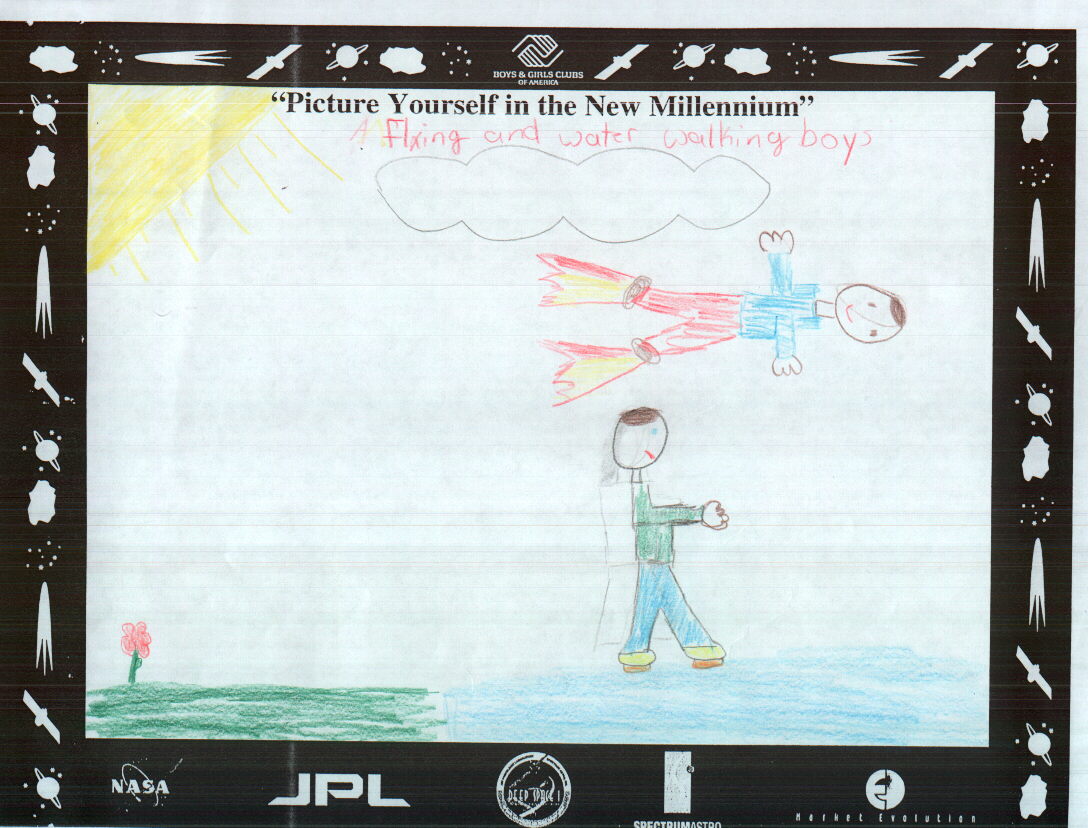 BOYS & GIRLS CLUBS
OF AMERICA
“Picture Yourself in the New Millennium”
A Flxing and water walking boys
NASA
JPL
DEEP SPACE 1
SPECTRUMASTRO
Market Evolution